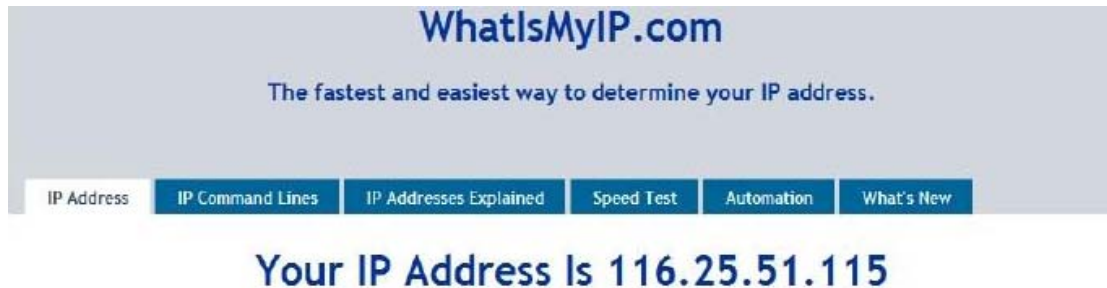 WhatIsMyIP.com
The fastest and easiest way to determine your IP address.
IP Address IP Command Lines IP Addresses Explained Speed Test Automation What's New
Your IP Address Is 116.25.51.115